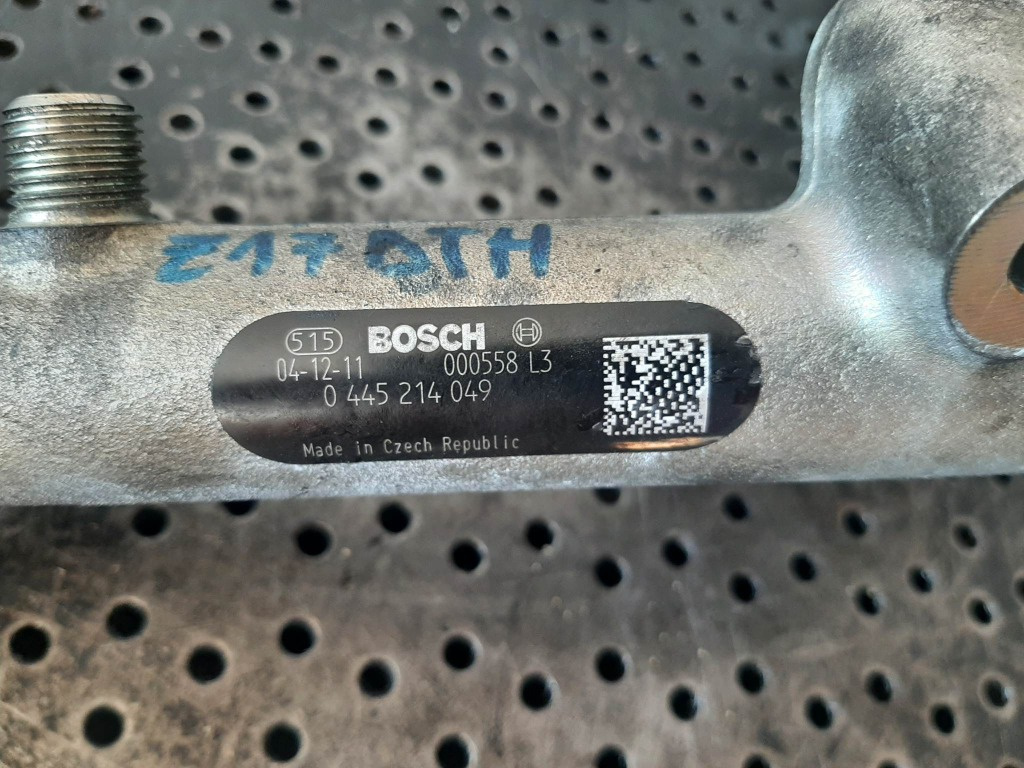 Z17 DTH
515 BOSCH
04-12-11 000558 L3
0 445 214 049
Made in Czech Republic